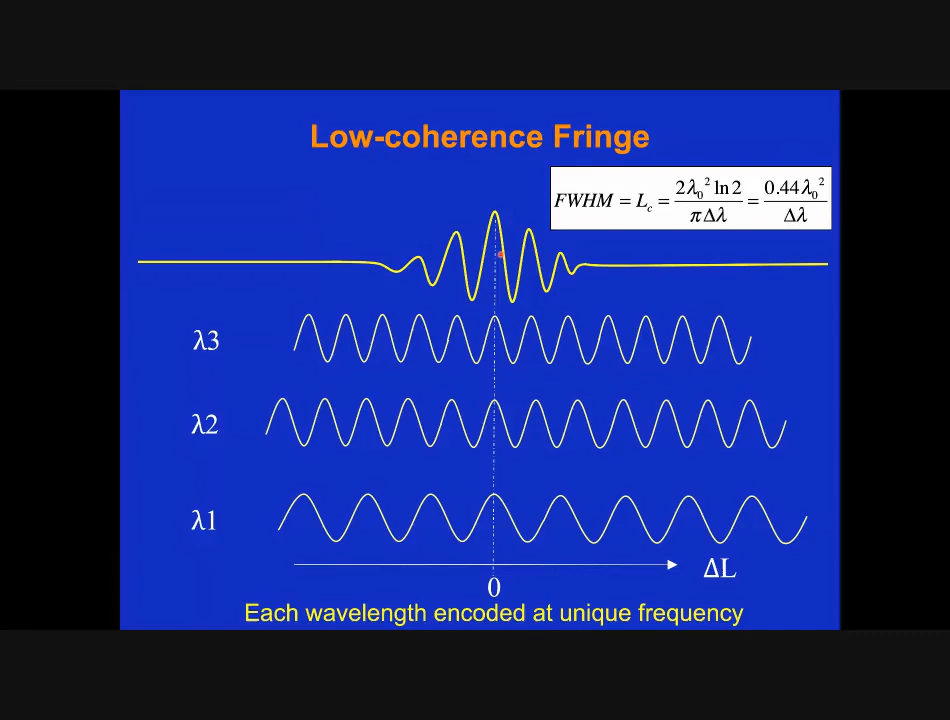 Low-coherence Fringe
FWHM = L_c = 2λ₀² ln 2 / πΔλ = 0.44λ₀² / Δλ
λ3
λ2
λ1
ΔL
0
Each wavelength encoded at unique frequency